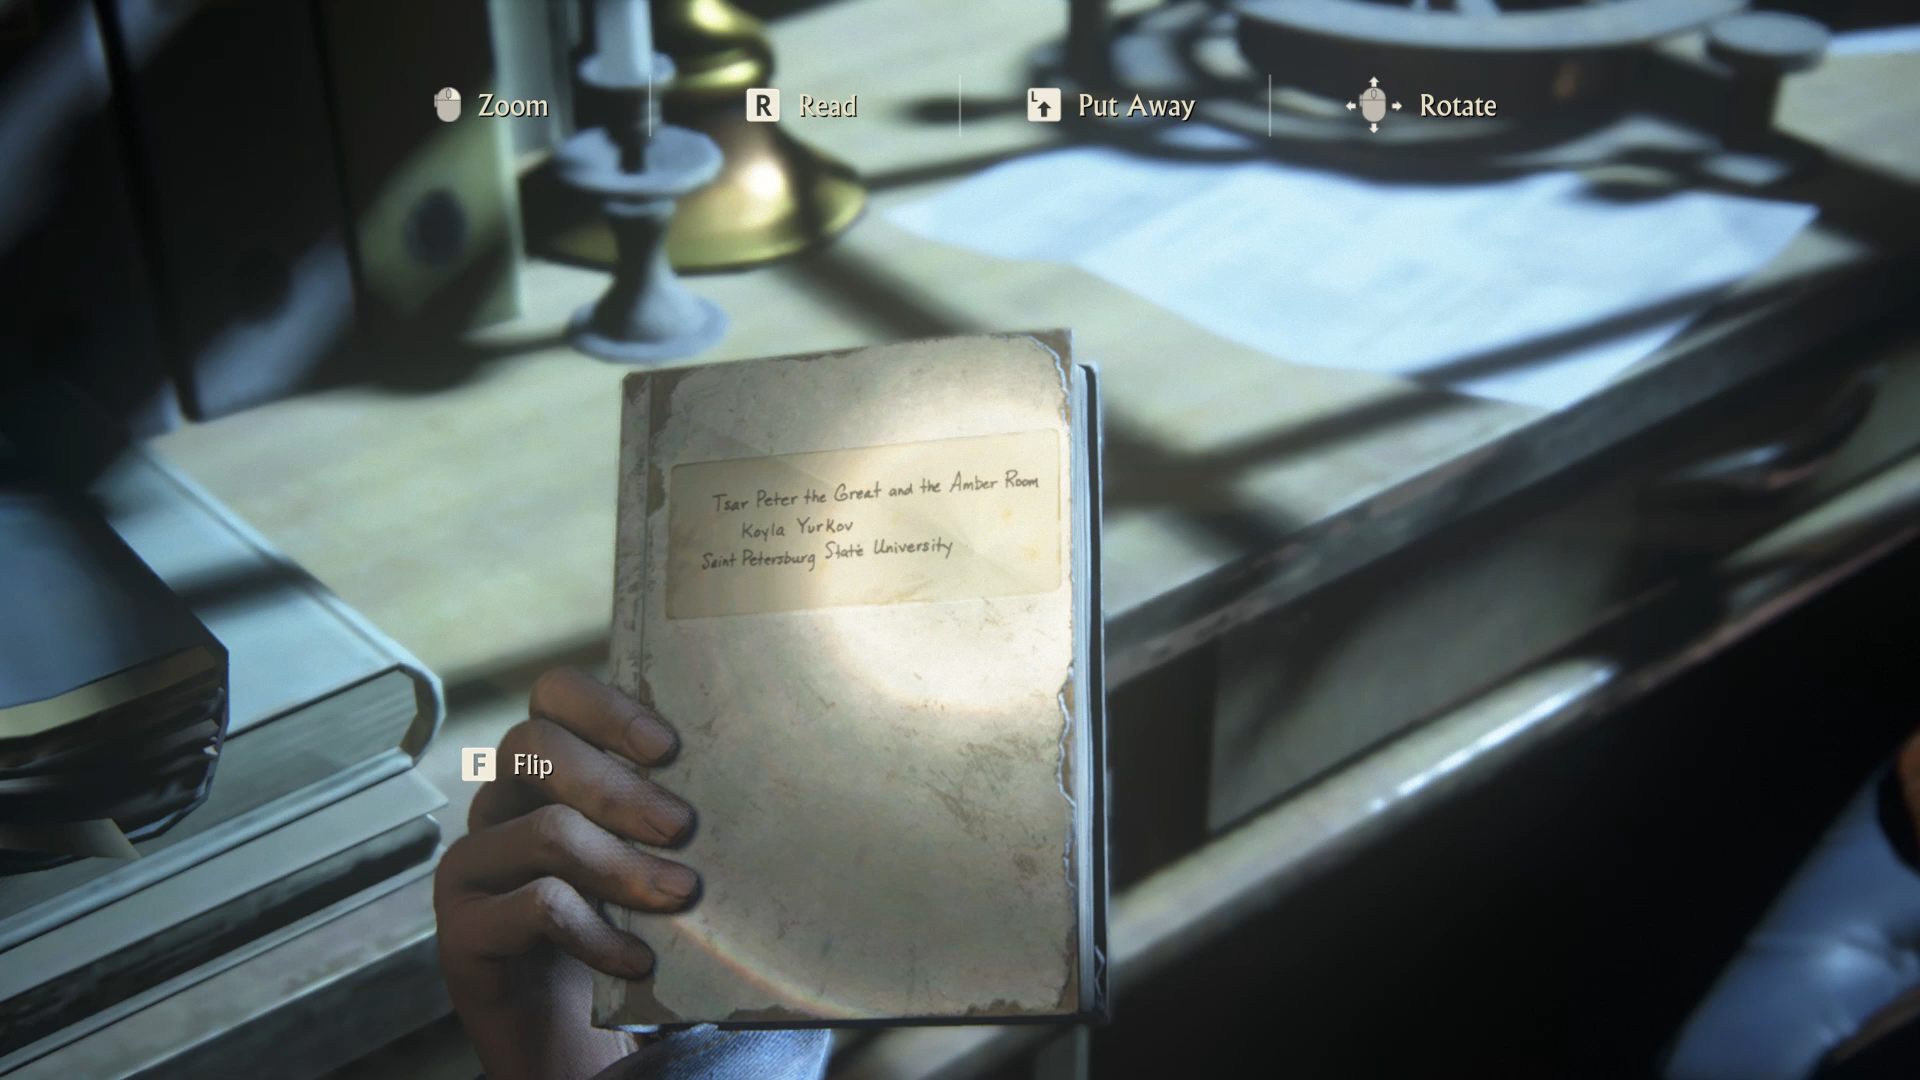 Zoom
R Read
L Put Away
Rotate
Tsar Peter the Great and the Amber Room
Koyla Yurkov
Saint Petersburg State University
F Flip